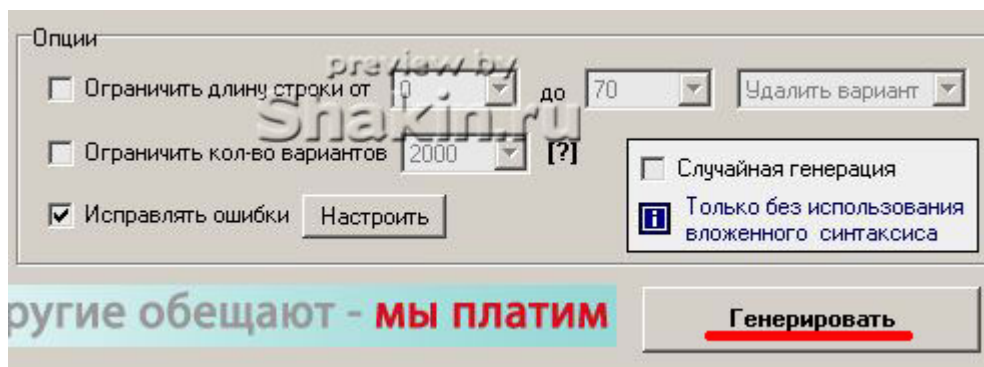 Опции
preview by
Shakin.ru
Ограничить длину строки от 0 до 70 Удалить вариант
Ограничить кол-во вариантов 2000 [?]
Случайная генерация
Исправлять ошибки Настроить
Только без использования
вложенного синтаксиса
ругие обещают - мы платим
Генерировать